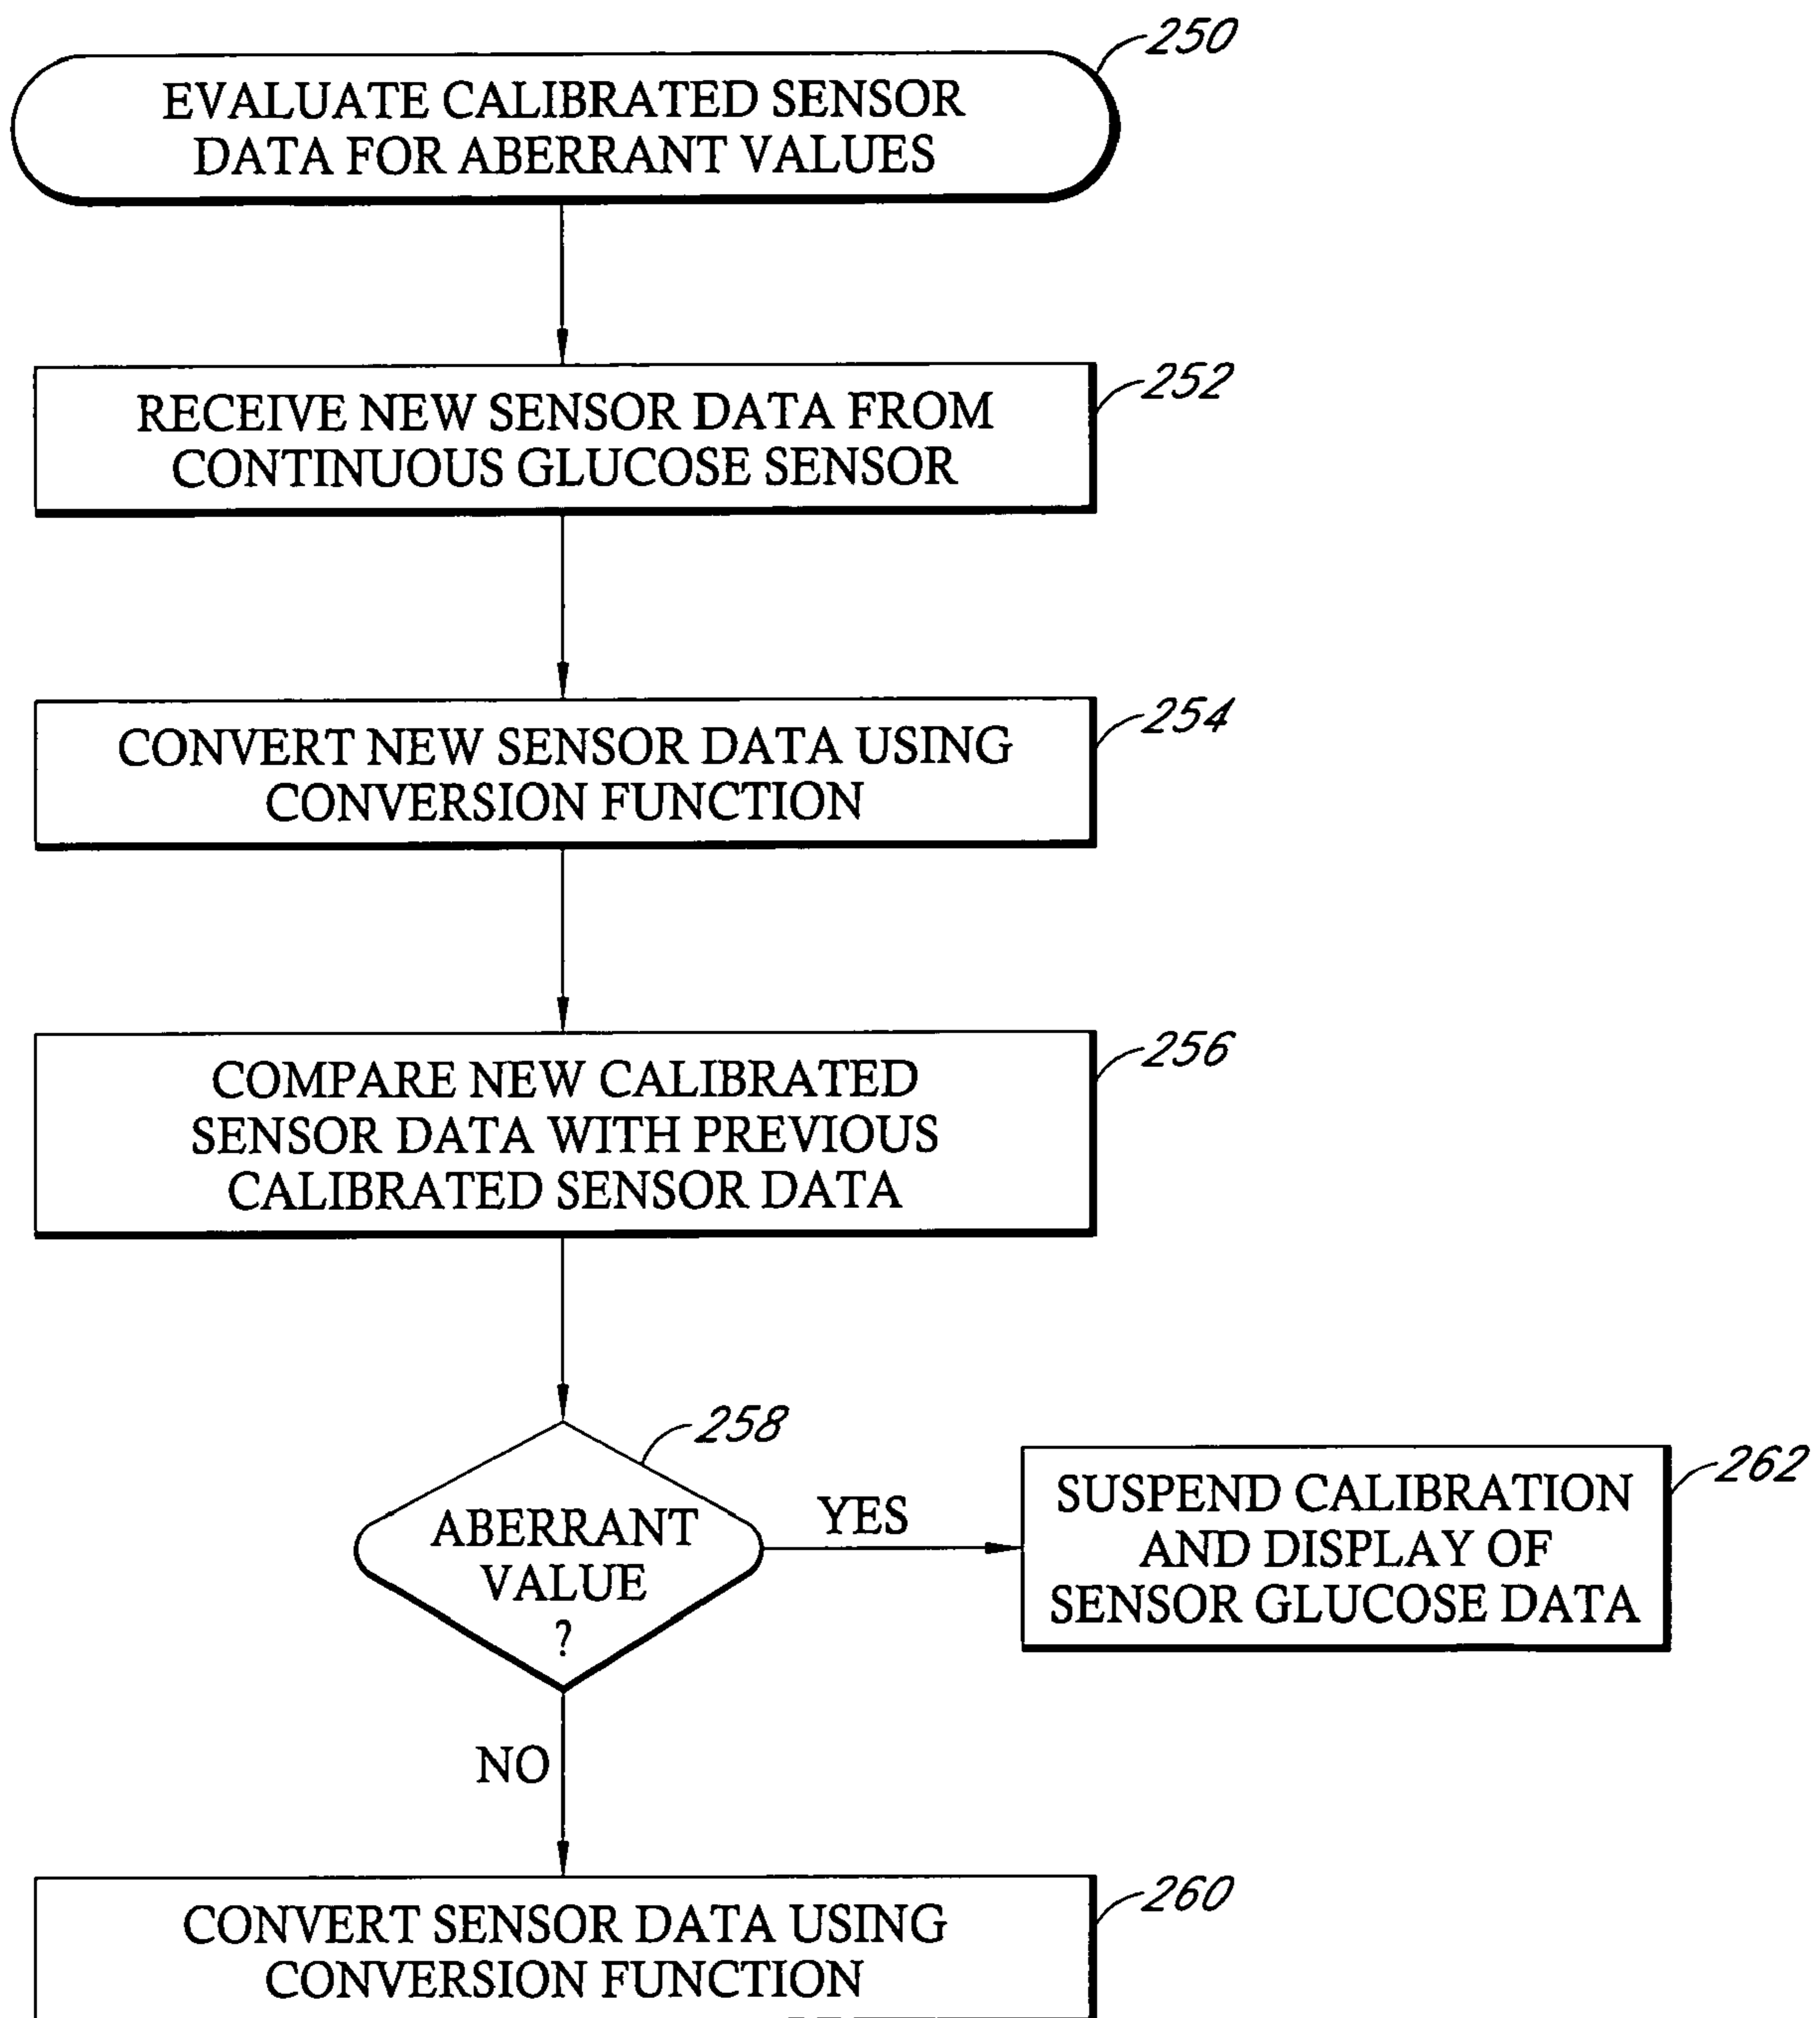 250
EVALUATE CALIBRATED SENSOR
DATA FOR ABERRANT VALUES
252
RECEIVE NEW SENSOR DATA FROM
CONTINUOUS GLUCOSE SENSOR
254
CONVERT NEW SENSOR DATA USING
CONVERSION FUNCTION
256
COMPARE NEW CALIBRATED
SENSOR DATA WITH PREVIOUS
CALIBRATED SENSOR DATA
258
ABERRANT
VALUE
?
YES
262
SUSPEND CALIBRATION
AND DISPLAY OF
SENSOR GLUCOSE DATA
NO
260
CONVERT SENSOR DATA USING
CONVERSION FUNCTION